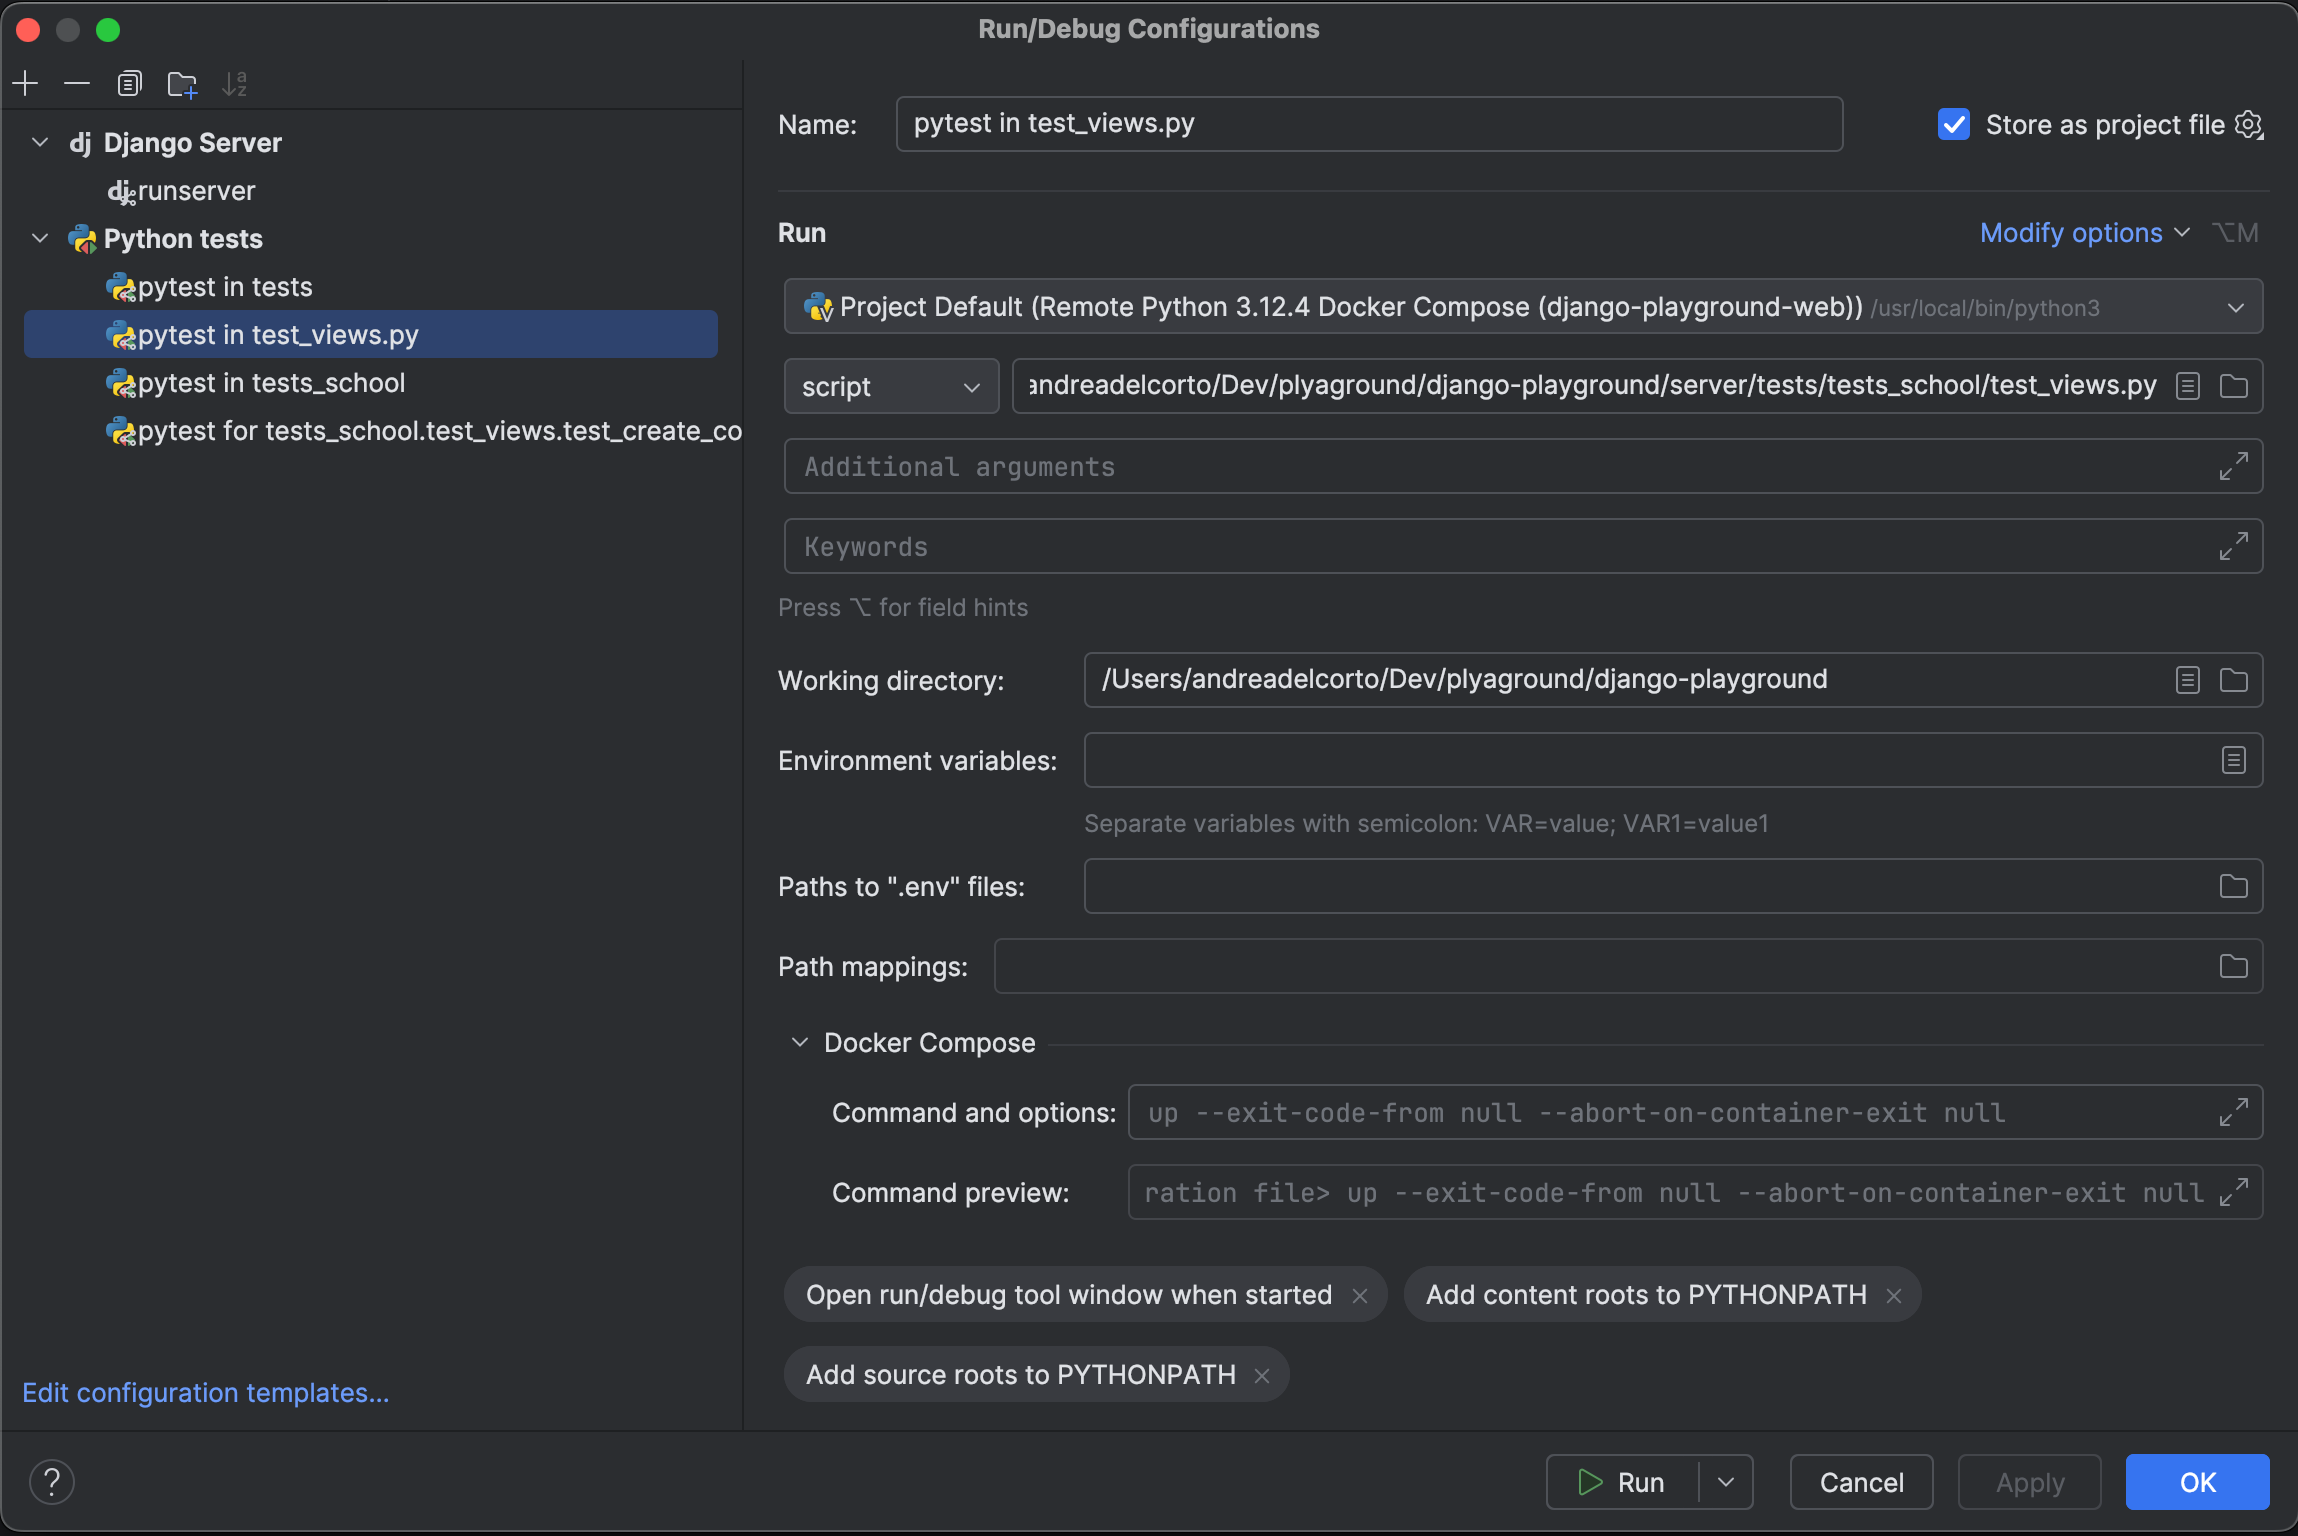 Run/Debug Configurations
Django Server
runserver
Python tests
pytest in tests
pytest in test_views.py
pytest in tests_school
pytest for tests_school.test_views.test_create_co
Edit configuration templates...
Name: pytest in test_views.py Store as project file
Run Modify options ⌥M
Project Default (Remote Python 3.12.4 Docker Compose (django-playground-web)) /usr/local/bin/python3
script andreadelcorto/Dev/plyaground/django-playground/server/tests/tests_school/test_views.py
Additional arguments
Keywords
Press ⌥ for field hints
Working directory: /Users/andreadelcorto/Dev/plyaground/django-playground
Environment variables:
Separate variables with semicolon: VAR=value; VAR1=value1
Paths to ".env" files:
Path mappings:
Docker Compose
Command and options: up --exit-code-from null --abort-on-container-exit null
Command preview: ration file> up --exit-code-from null --abort-on-container-exit null
Open run/debug tool window when started × Add content roots to PYTHONPATH ×
Add source roots to PYTHONPATH ×
? Run Cancel Apply OK